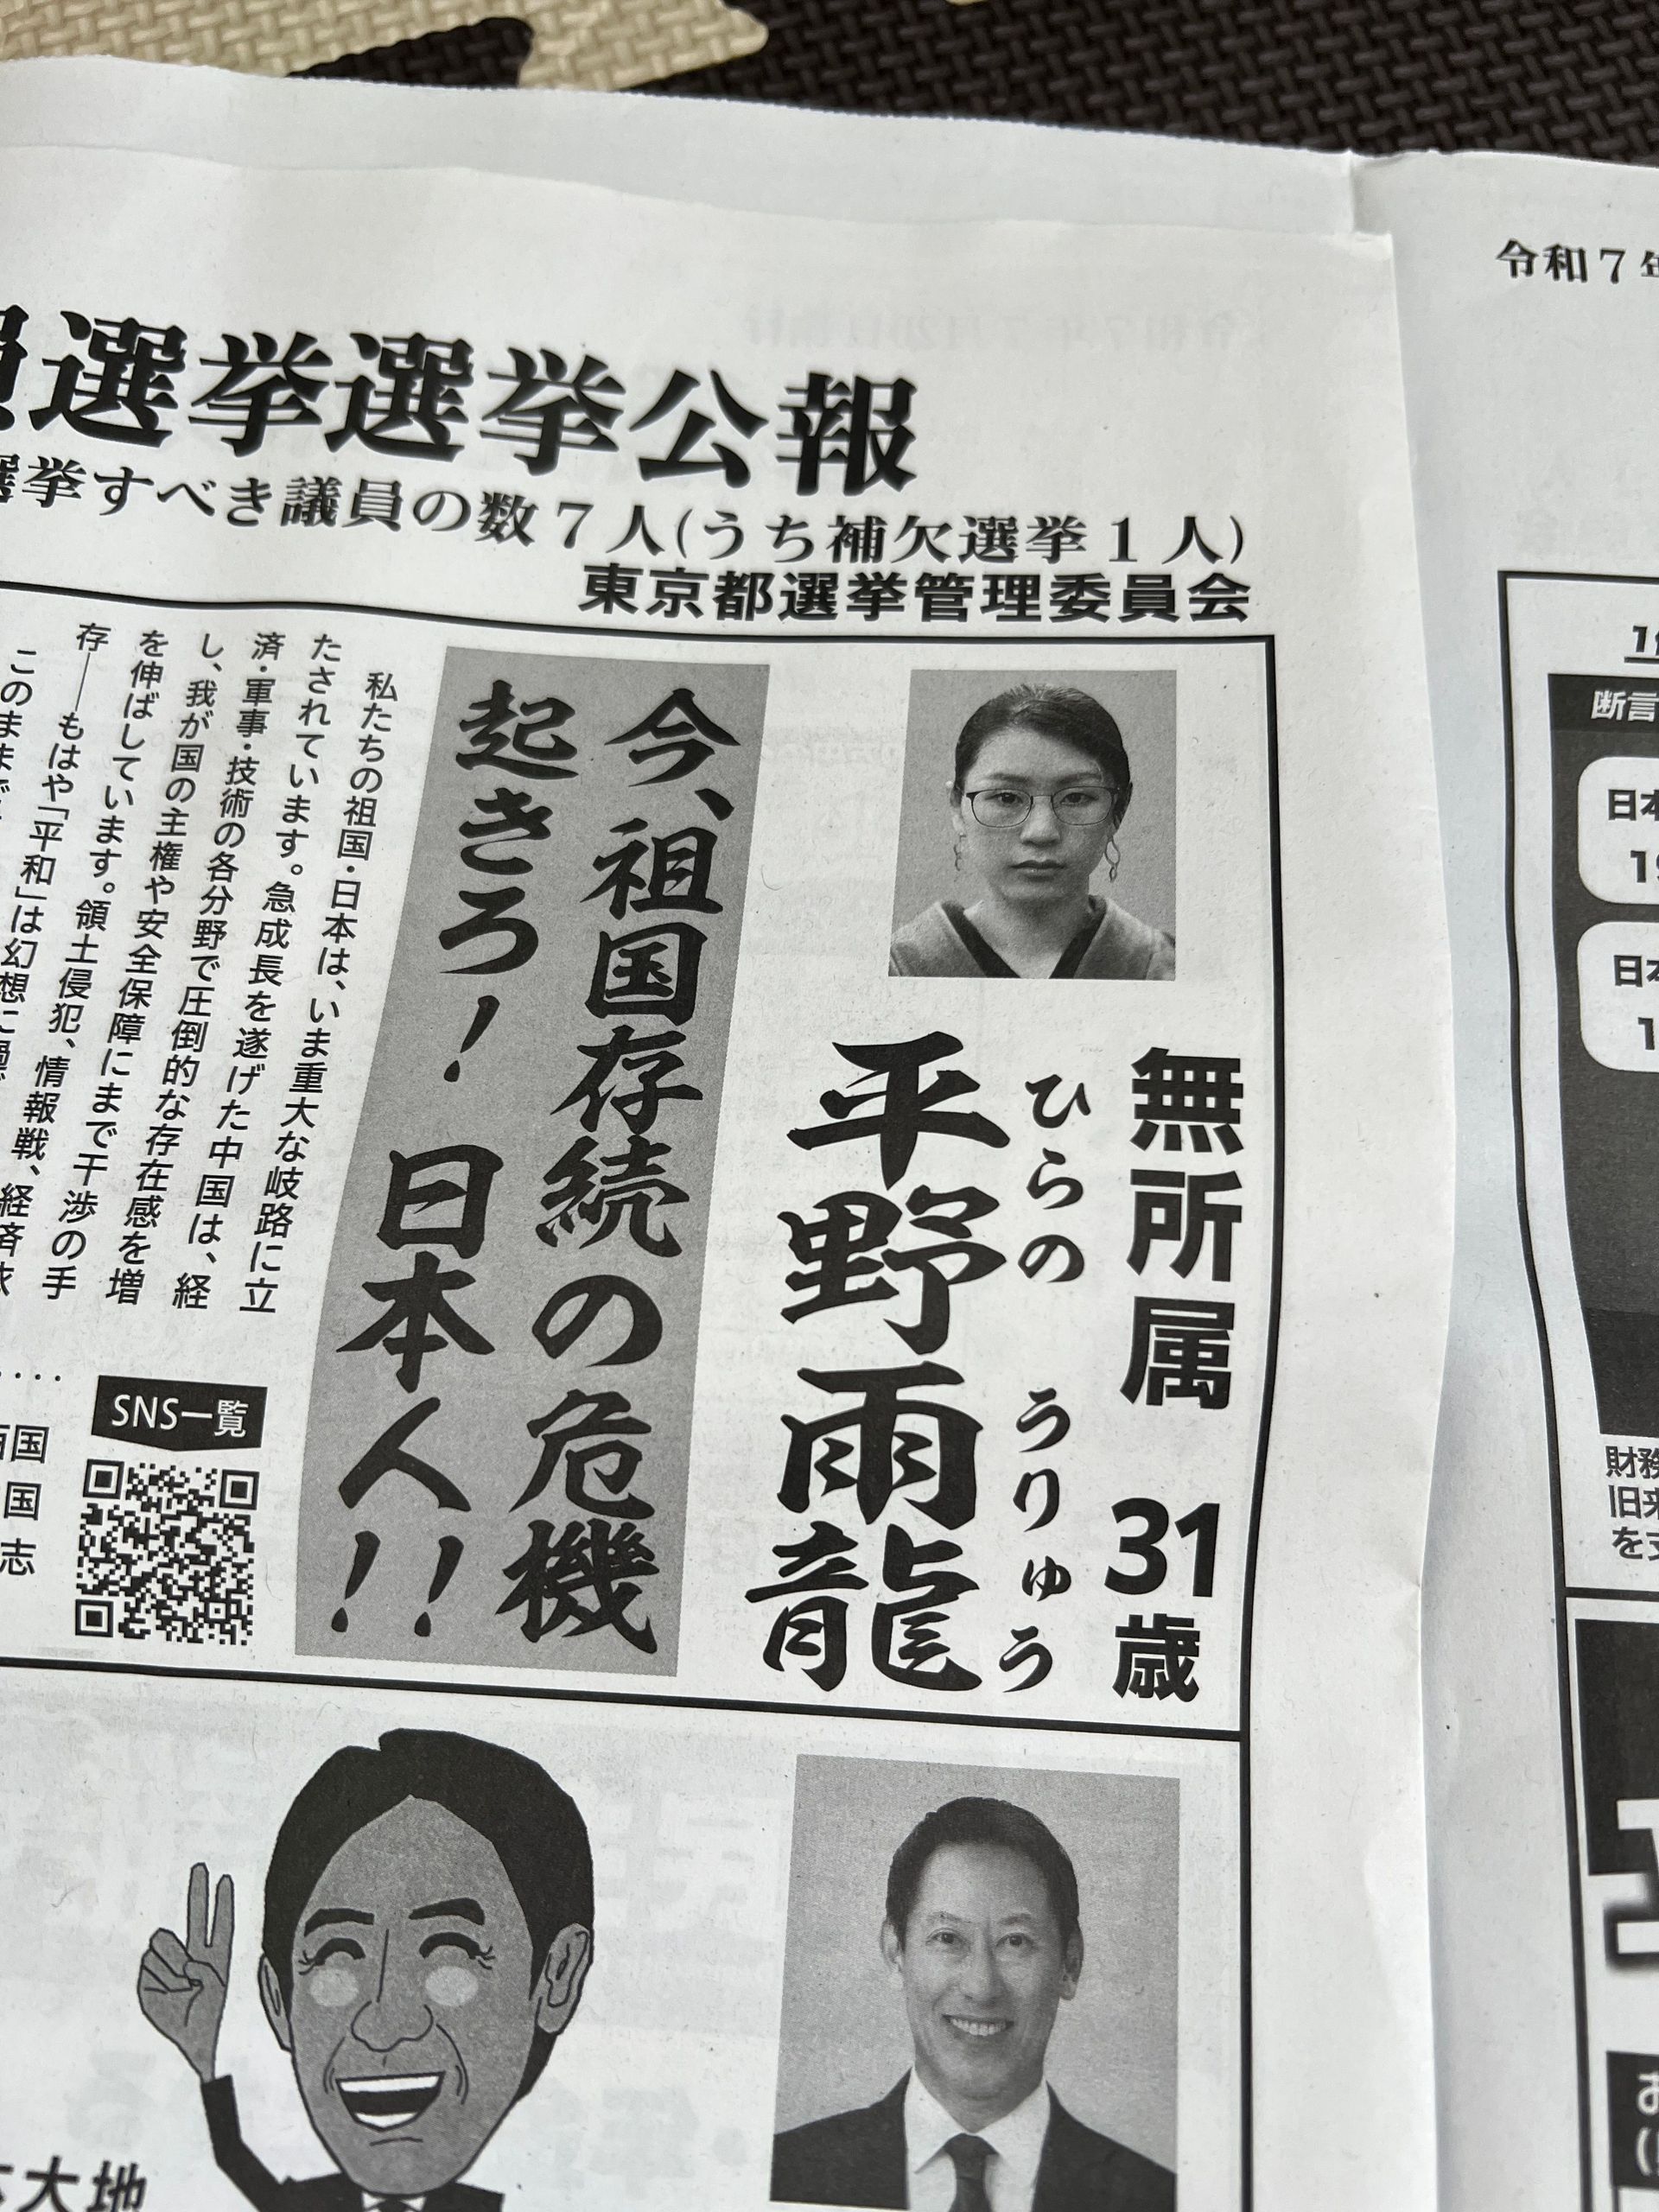 選挙選挙公報
選挙すべき議員の数7人(うち補欠選挙1人)
東京都選挙管理委員会
無所属 31歳
ひらの うりゅう
平野雨龍
今、祖国存続の危機
起きろ! 日本人!!
私たちの祖国・日本は、いま重大な岐路に立
たされています。急成長を遂げた中国は、経
済・軍事・技術の各分野で圧倒的な存在感を増
し、我が国の主権や安全保障にまで干渉の手
を伸ばしています。領土侵犯、情報戦、経済依
存――もはや「平和」は幻想に
このまま
SNS一覧
国
国
志
大地
令和7年
断言
日本
19
日本
1
財務
旧来
を支